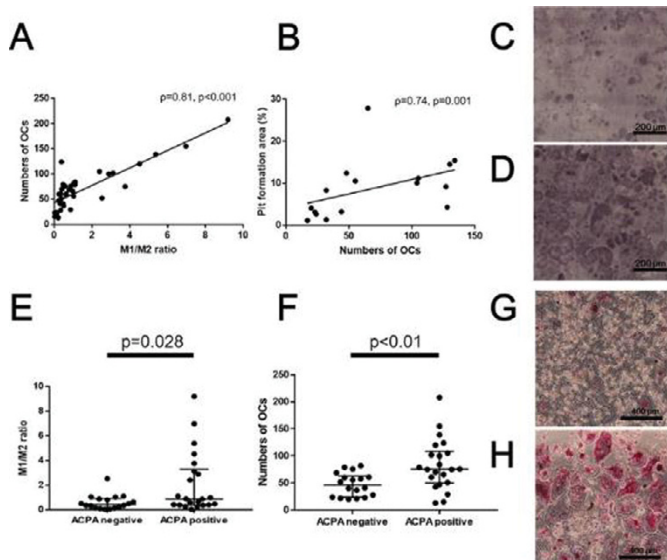 A
B
C
D
E
F
G
H
ρ=0.81, p<0.001
Numbers of OCs
250
200
150
100
50
0
0 2 4 6 8 10
M1/M2 ratio
ρ=0.74, p=0.001
Pit formation area (%)
30
20
10
0
0 50 100 150
Numbers of OCs
200 μm
200 μm
p=0.028
M1/M2 ratio
10
8
6
4
2
0
ACPA negative ACPA positive
p<0.01
Numbers of OCs
250
200
150
100
50
0
ACPA negative ACPA positive
400 μm
400 μm